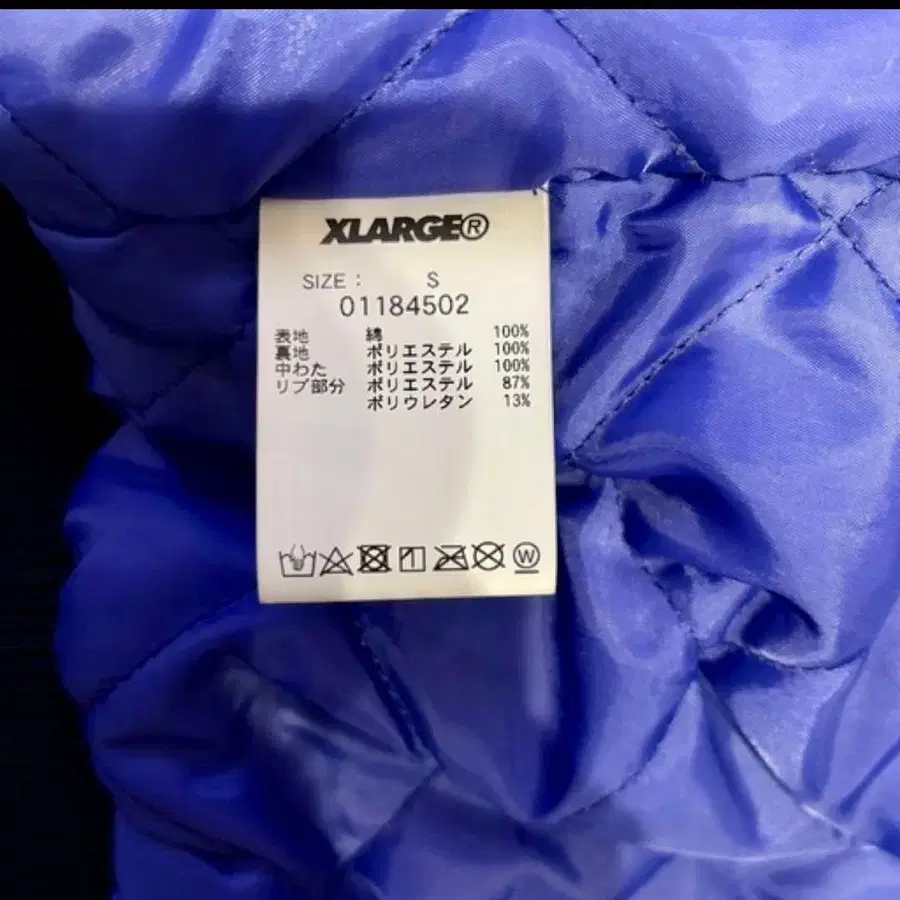 XLARGE®
SIZE : S
01184502
表地 綿 100%
裏地 ポリエステル 100%
中わた ポリエステル 100%
リブ部分 ポリエステル 87%
ポリウレタン 13%
W